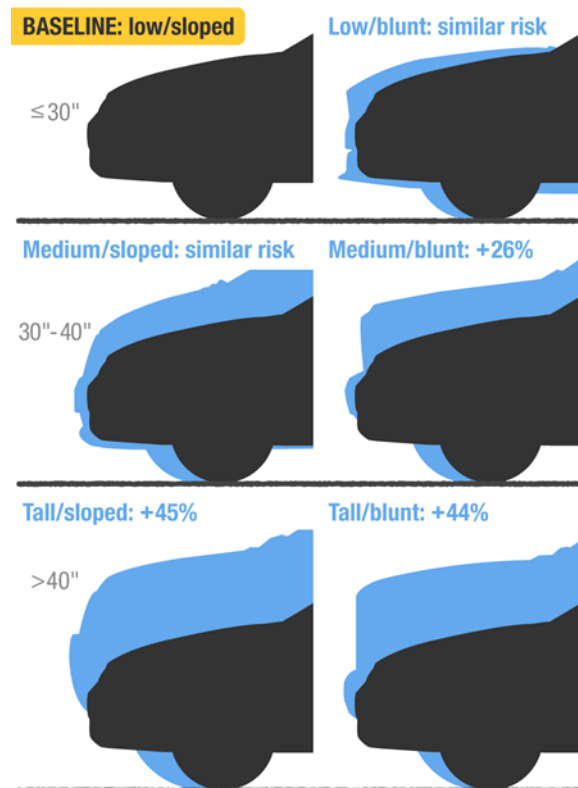 BASELINE: low/sloped
Low/blunt: similar risk
≤30"
Medium/sloped: similar risk
Medium/blunt: +26%
30"-40"
Tall/sloped: +45%
Tall/blunt: +44%
>40"